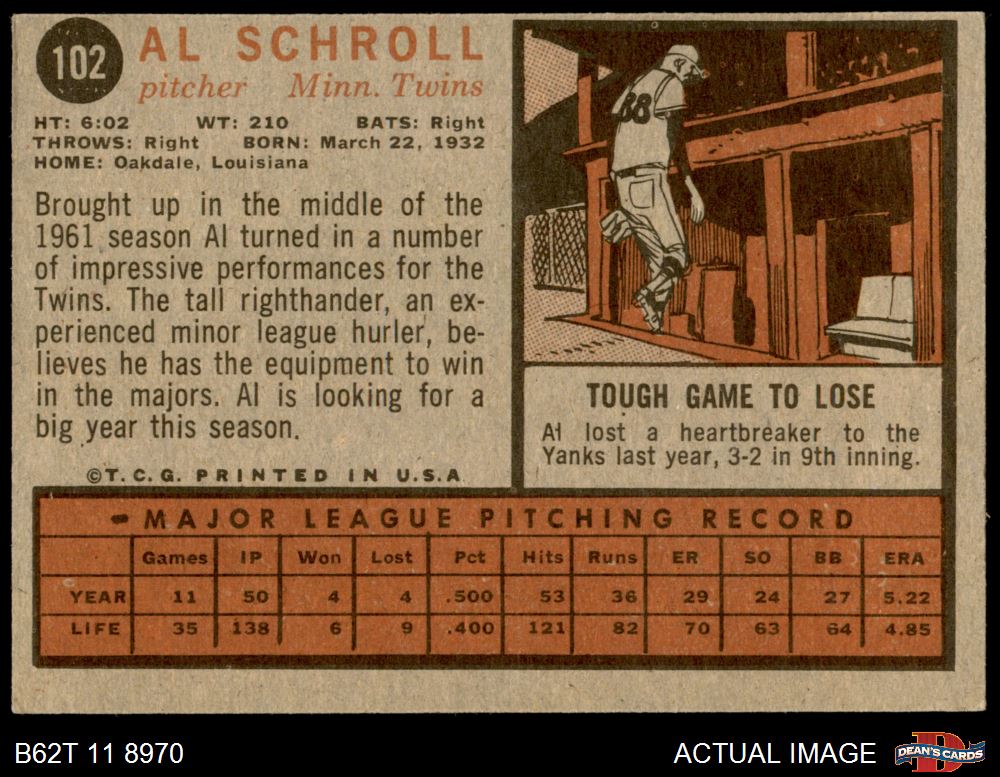 102
AL SCHROLL
pitcher Minn. Twins
HT: 6:02 WT: 210 BATS: Right
THROWS: Right BORN: March 22, 1932
HOME: Oakdale, Louisiana
Brought up in the middle of the
1961 season Al turned in a number
of impressive performances for the
Twins. The tall righthander, an ex-
perienced minor league hurler, be-
lieves he has the equipment to win
in the majors. Al is looking for a
big year this season.
©T.C.G. PRINTED IN U.S.A
88
TOUGH GAME TO LOSE
Al lost a heartbreaker to the
Yanks last year, 3-2 in 9th inning.
MAJOR LEAGUE PITCHING RECORD
Games IP Won Lost Pct Hits Runs ER SO BB ERA
YEAR 11 50 4 4 .500 53 36 29 24 27 5.22
LIFE 35 138 6 9 .400 121 82 70 63 64 4.85
B62T 11 8970
ACTUAL IMAGE
DEAN'S CARDS